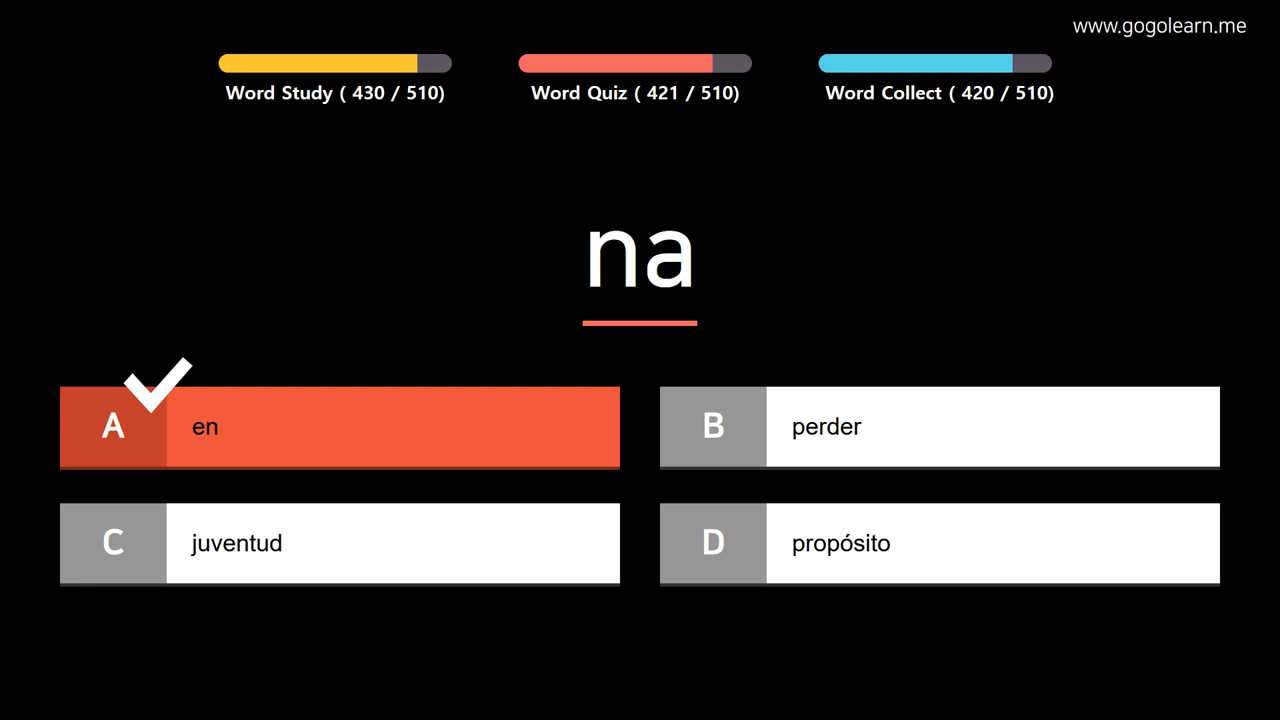 www.gogolearn.me
Word Study ( 430 / 510)
Word Quiz ( 421 / 510)
Word Collect ( 420 / 510)
na
A en
B perder
C juventud
D propósito